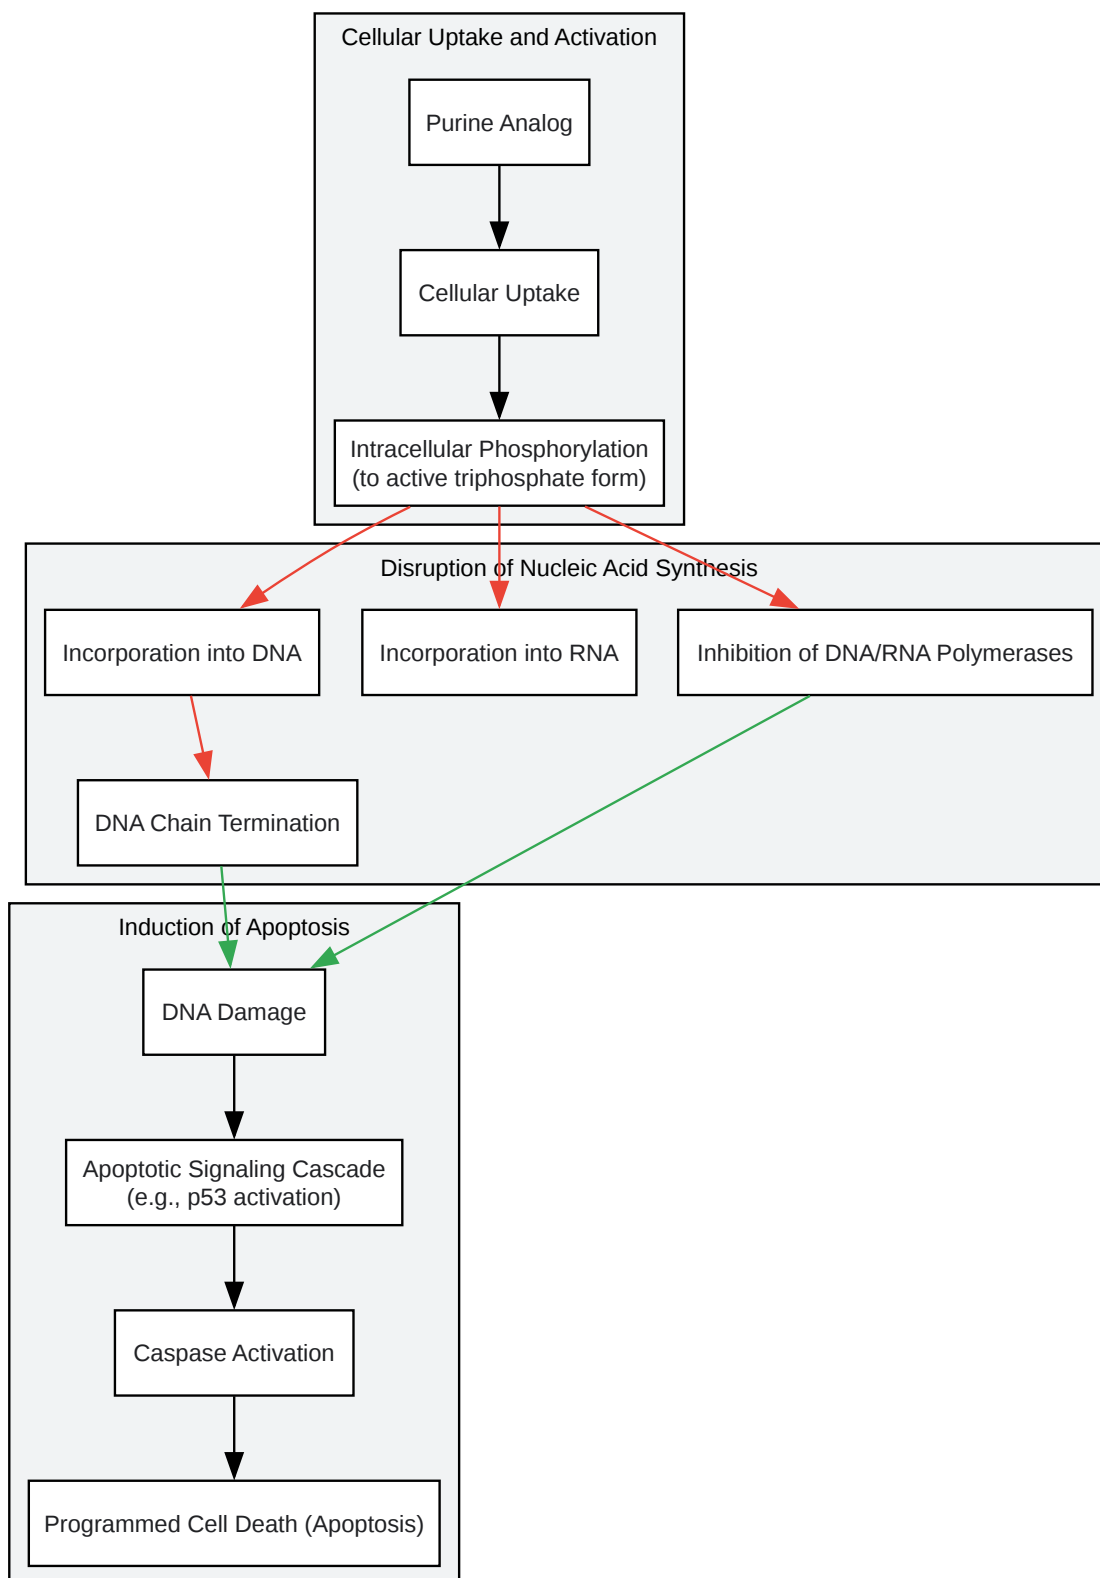 Cellular Uptake and Activation
Purine Analog
Cellular Uptake
Intracellular Phosphorylation
(to active triphosphate form)
Disruption of Nucleic Acid Synthesis
Incorporation into DNA
Incorporation into RNA
Inhibition of DNA/RNA Polymerases
DNA Chain Termination
Induction of Apoptosis
DNA Damage
Apoptotic Signaling Cascade
(e.g., p53 activation)
Caspase Activation
Programmed Cell Death (Apoptosis)